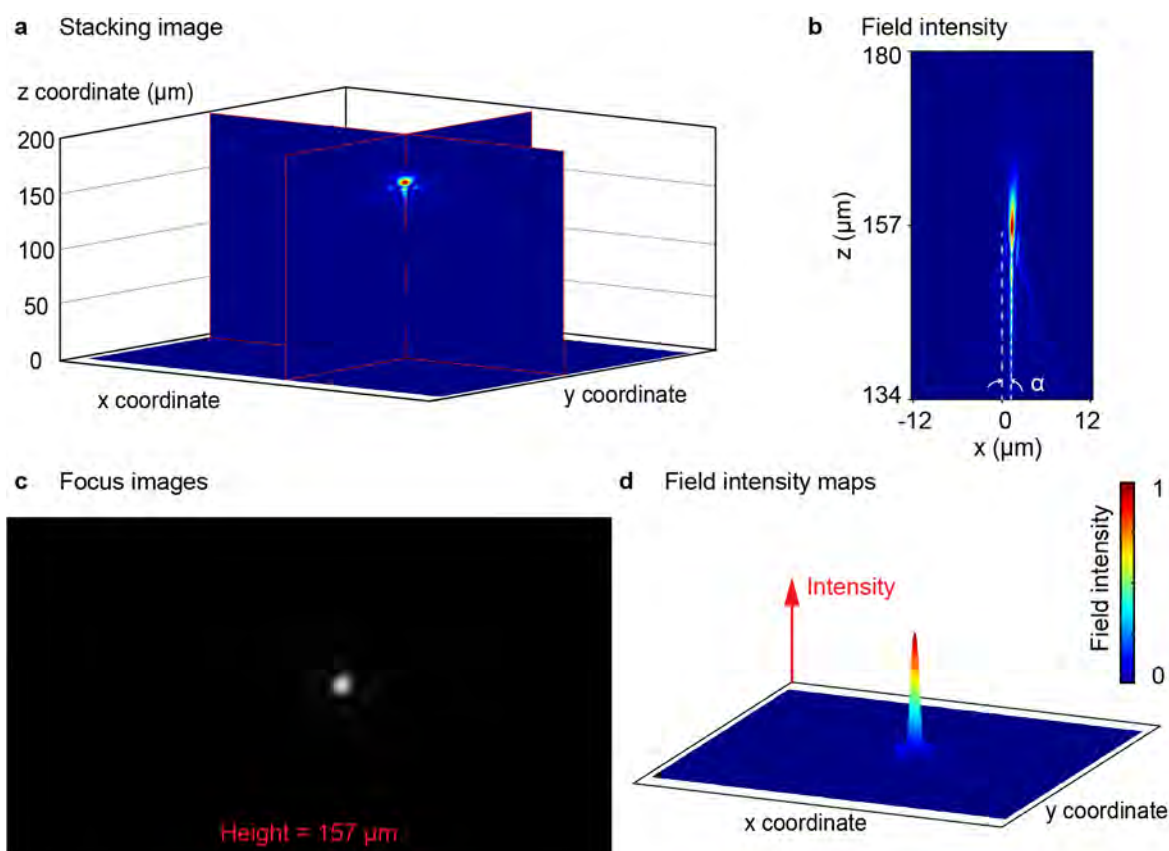 a Stacking image
z coordinate (µm)
200
150
100
50
0
x coordinate
y coordinate
b Field intensity
180
157
134
z (µm)
α
-12
0
12
x (µm)
c Focus images
Height = 157 µm
d Field intensity maps
Intensity
Field intensity
1
0
x coordinate
y coordinate